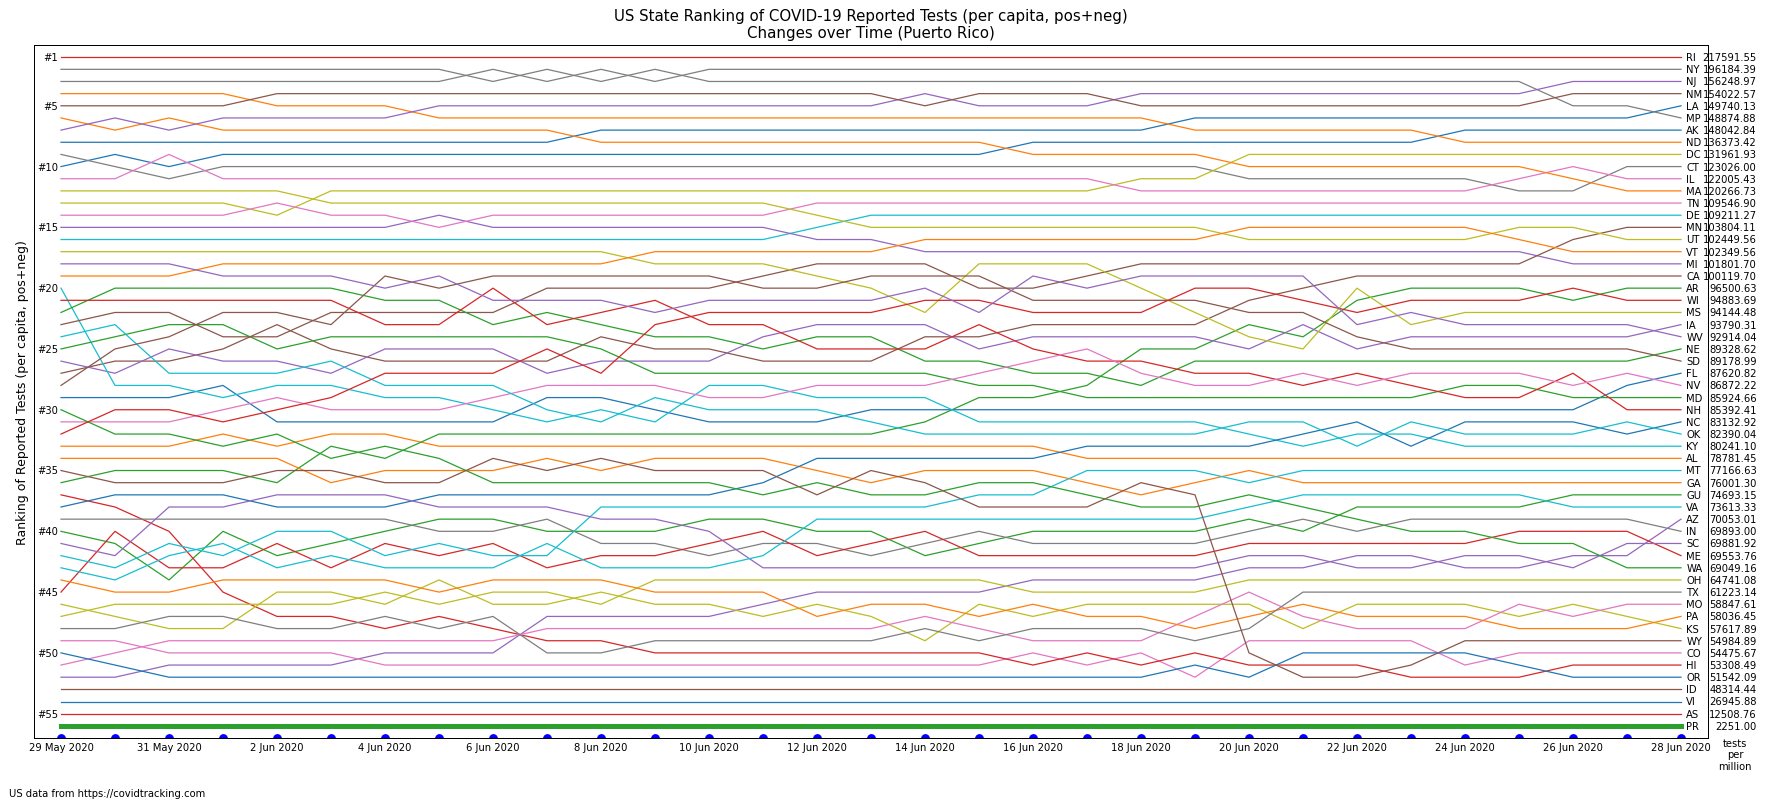 US State Ranking of COVID-19 Reported Tests (per capita, pos+neg)
Changes over Time (Puerto Rico)
Ranking of Reported Tests (per capita, pos+neg)
#1
#5
#10
#15
#20
#25
#30
#35
#40
#45
#50
#55
RI 217591.55
NY 196184.39
NJ 156248.97
NM 154022.57
LA 149740.13
MP 148874.88
AK 148042.84
ND 136373.42
DC 131961.93
CT 123026.00
IL 122005.43
MA 120266.73
TN 109546.90
DE 109211.27
MN 103804.11
UT 102449.56
VT 102349.56
MI 101801.70
CA 100119.70
AR 96500.63
WI 94883.69
MS 94144.48
IA 93790.31
WV 92914.04
NE 89328.62
SD 89178.99
FL 87620.82
NV 86872.22
MD 85924.66
NH 85392.41
NC 83132.92
OK 82390.04
KY 80241.10
AL 78781.45
MT 77166.63
GA 76001.30
GU 74693.15
VA 73613.33
AZ 70053.01
IN 69893.00
SC 69881.92
ME 69553.76
WA 69049.16
OH 64741.08
TX 61223.14
MO 58847.61
PA 58036.45
KS 57617.89
WY 54984.89
CO 54475.67
HI 53308.49
OR 51542.09
ID 48314.44
VI 26945.88
AS 12508.76
PR 2251.00
29 May 2020 31 May 2020 2 Jun 2020 4 Jun 2020 6 Jun 2020 8 Jun 2020 10 Jun 2020 12 Jun 2020 14 Jun 2020 16 Jun 2020 18 Jun 2020 20 Jun 2020 22 Jun 2020 24 Jun 2020 26 Jun 2020 28 Jun 2020
tests
per
million
US data from https://covidtracking.com